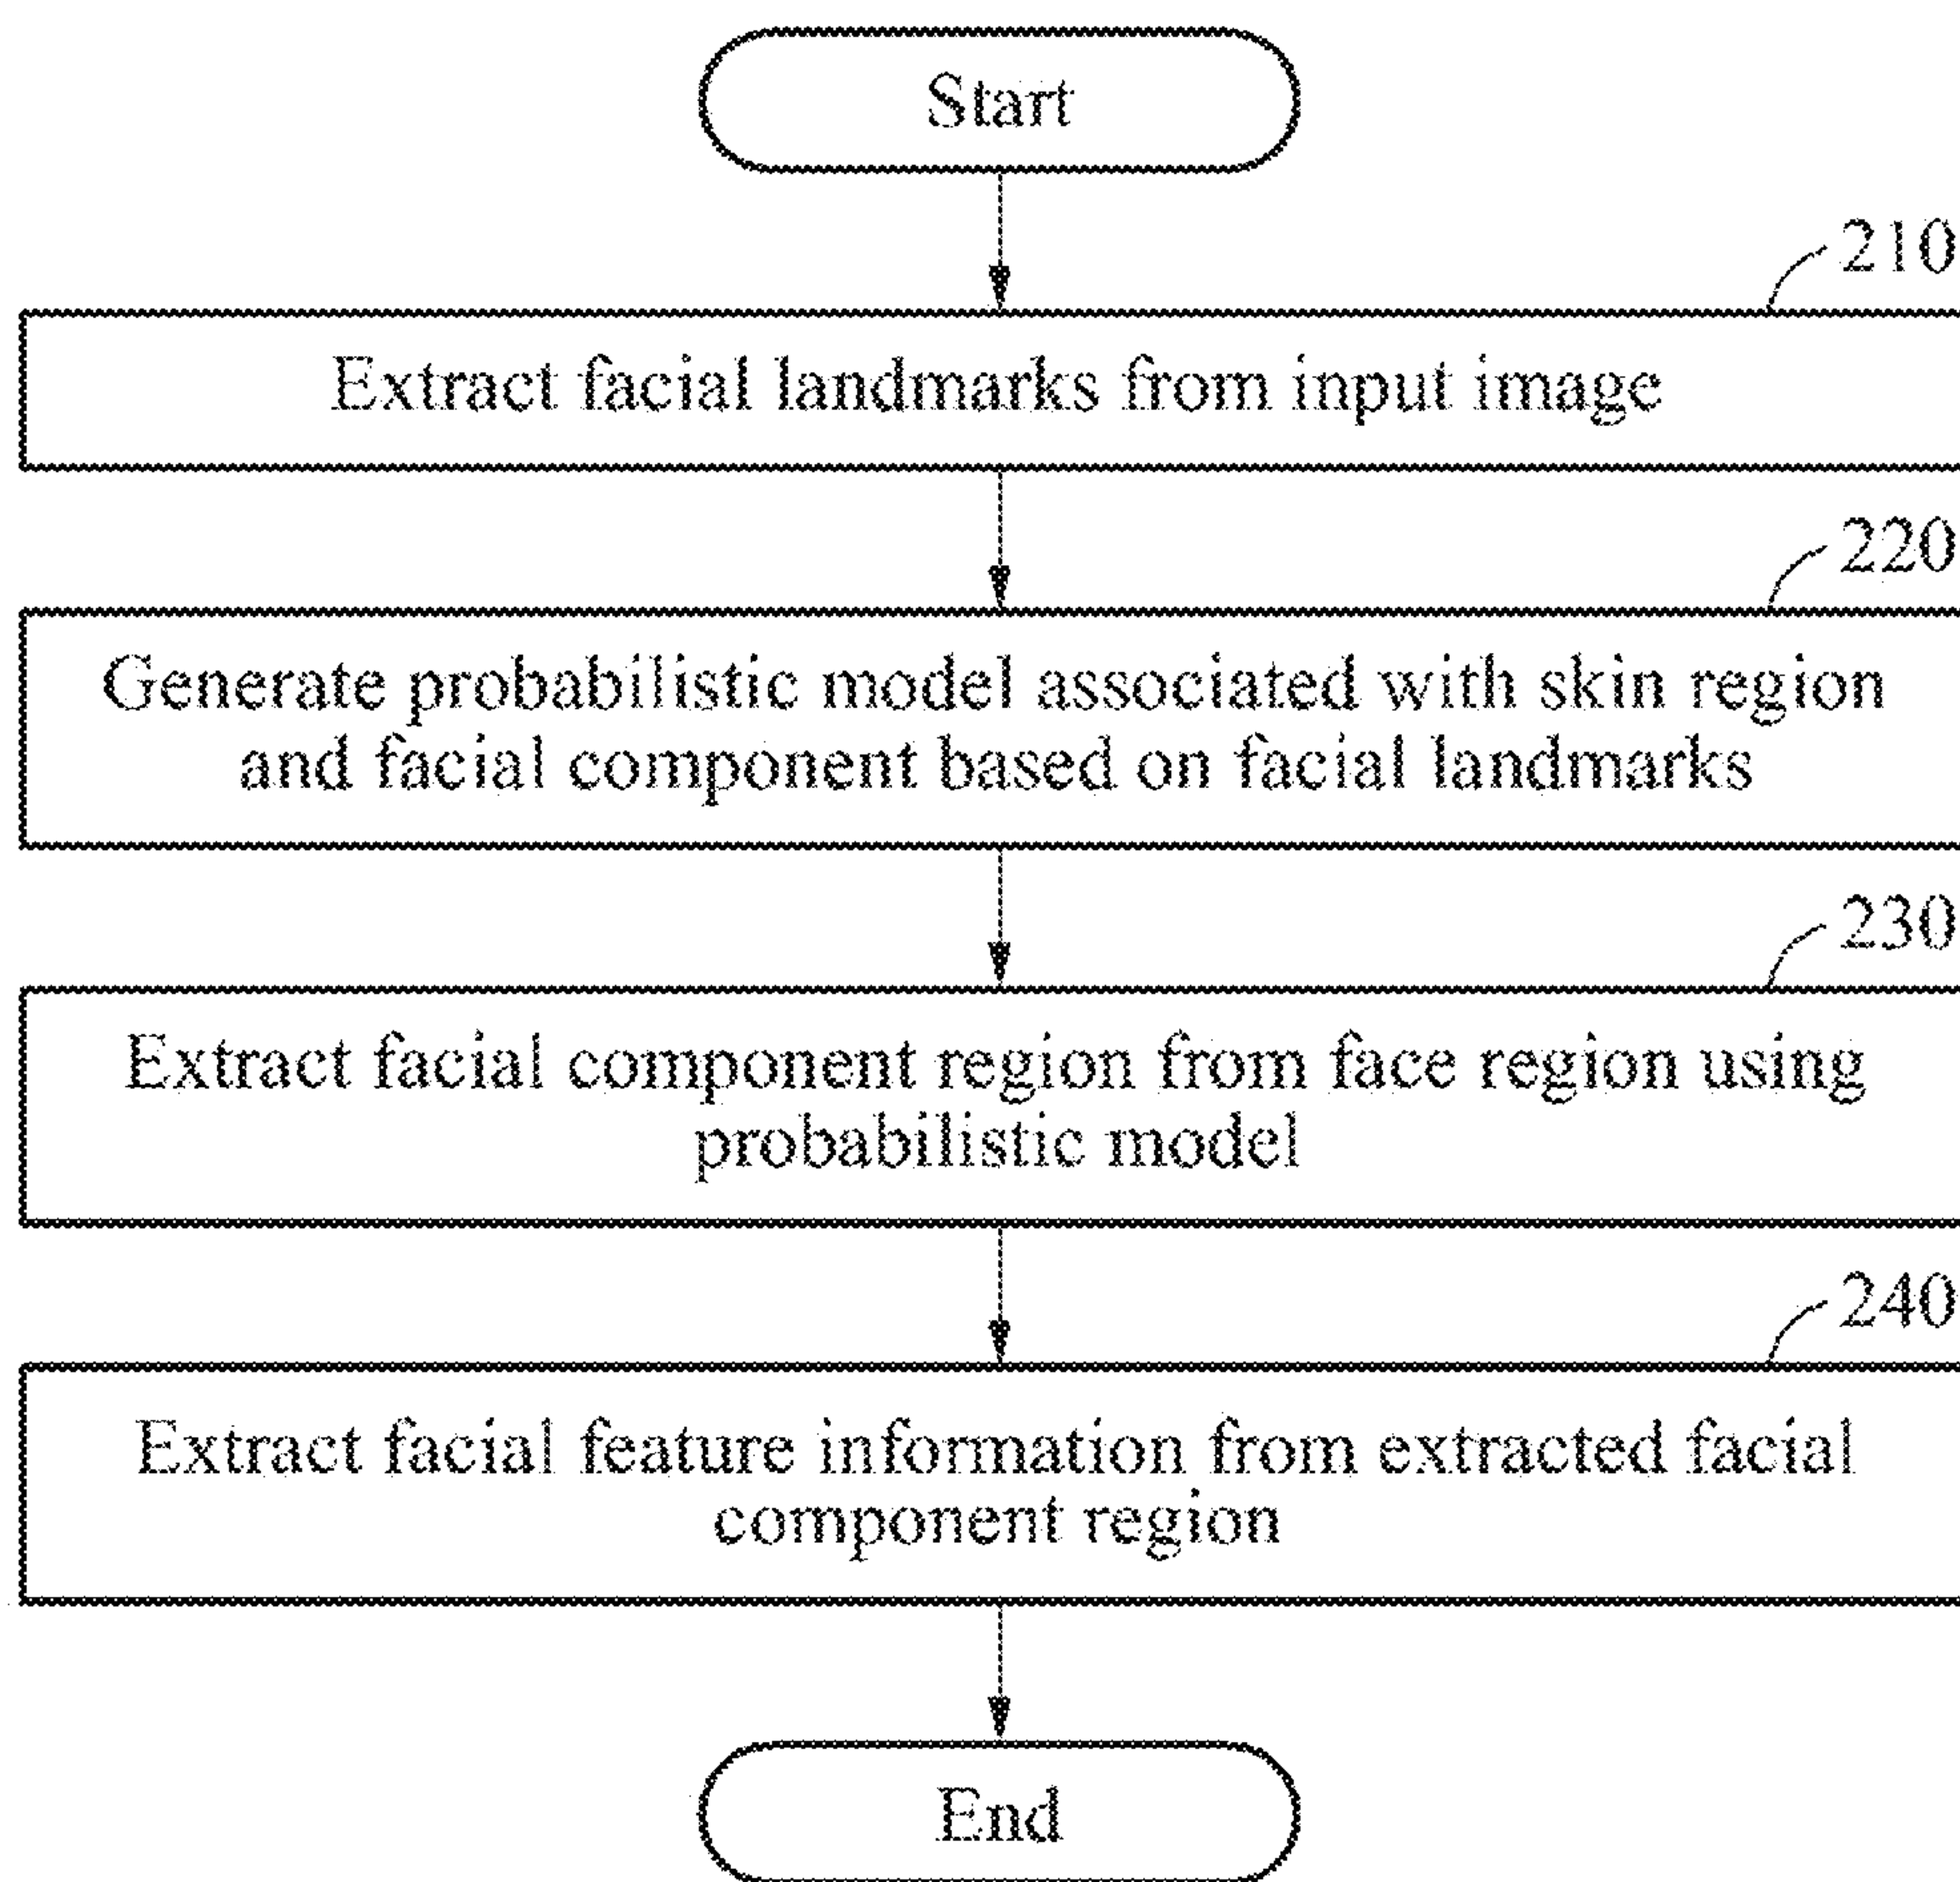 Start
210
Extract facial landmarks from input image
220
Generate probabilistic model associated with skin region
and facial component based on facial landmarks
230
Extract facial component region from face region using
probabilistic model
240
Extract facial feature information from extracted facial
component region
End